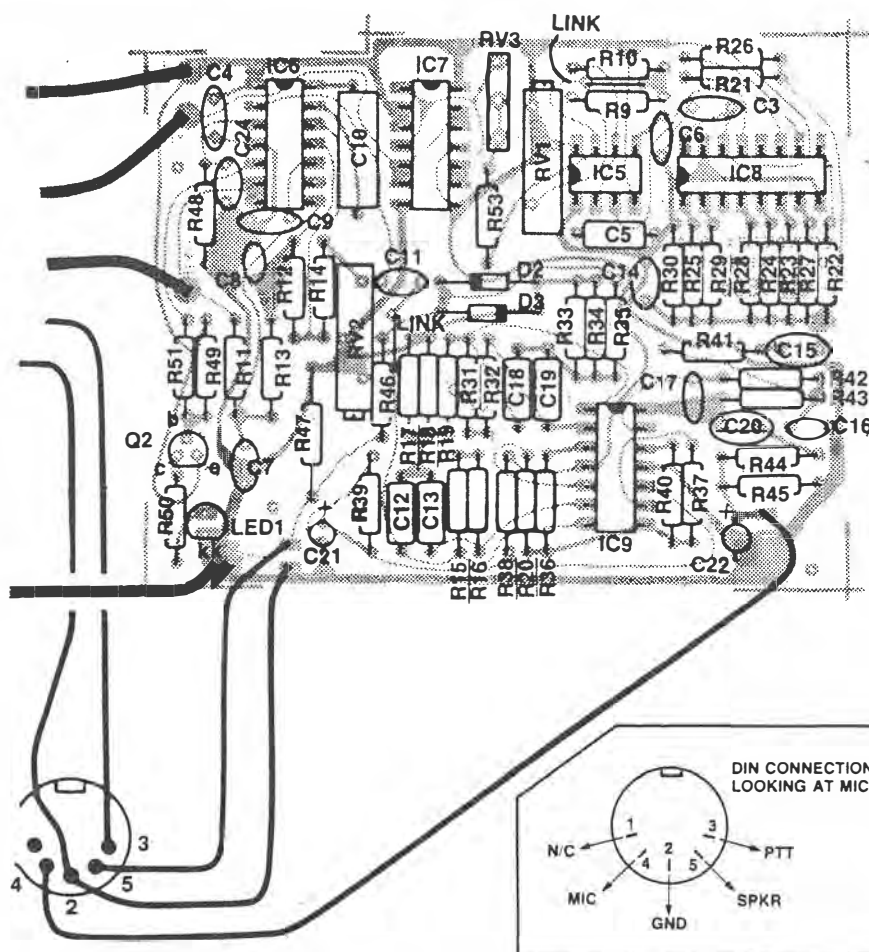 LINK
RV3
R10
R26
C4
IC6
IC7
R21
R9
C3
C24
C6
C10
RV1
IC5
IC8
R48
R53
C9
C5
R30
R25
R29
R28
R24
R23
R27
R22
C8
R12
R14
C11
D2
C14
D3
LINK
R33
R34
R35
R41
C15
RV2
R51
R49
R11
R13
R46
R31
R32
C18
C19
C17
R42
R43
b
Q2
R47
R17
R18
R19
C20
C16
c
e
C7
R44
R39
C12
C13
R40
R37
R45
R50
LED1
+
+
KK
C21
IC9
C22
R15
R16
R38
R20
R36
DIN CONNECTION
LOOKING AT MIC
1
3
3
N/C
2
PTT
4
5
4
5
MIC
SPKR
2
GND